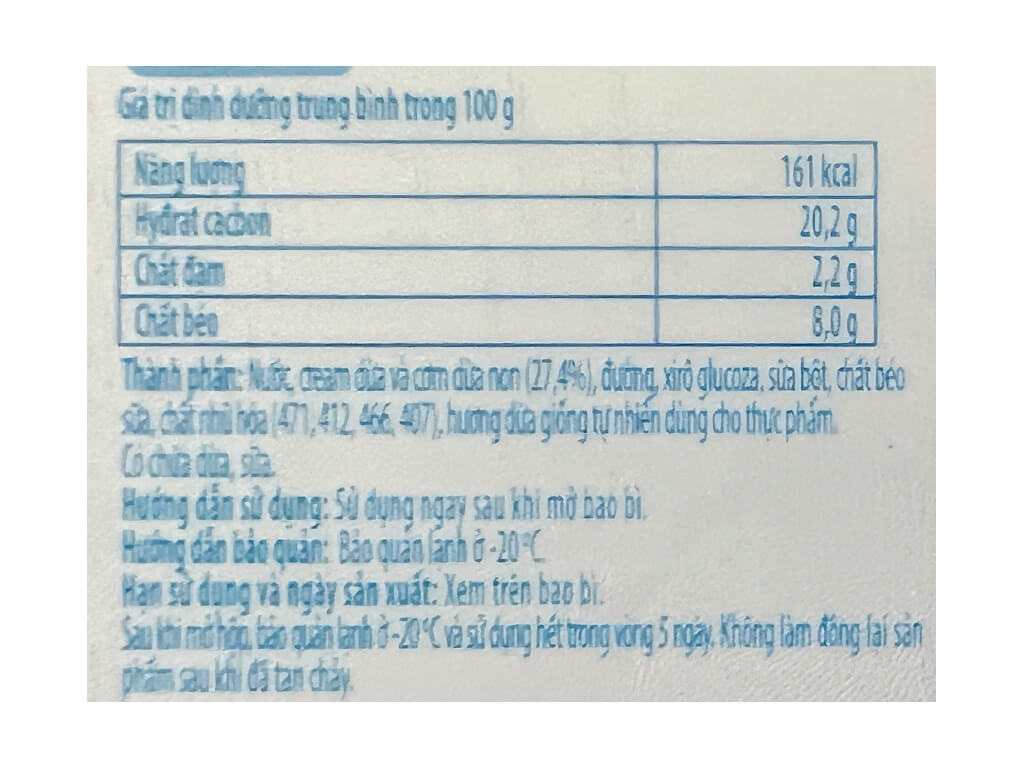 Giá trị dinh dưỡng trung bình trong 100 g
Năng lượng 161 kcal
Hyđrat cacbon 20,2 g
Chất đạm 2,2 g
Chất béo 8,0 g
Thành phần: Nước, cream dừa và cơm dừa non (27,4%), đường, xirô glucoza, sữa bột, chất béo
sữa, chất nhũ hóa (471, 412, 466, 407), hương dừa giống tự nhiên dùng cho thực phẩm.
Có chứa dừa, sữa.
Hướng dẫn sử dụng: Sử dụng ngay sau khi mở bao bì.
Hướng dẫn bảo quản: Bảo quản lạnh ở -20°C
Hạn sử dụng và ngày sản xuất: Xem trên bao bì.
Sau khi mở hộp, bảo quản lạnh ở -20°C và sử dụng hết trong vòng 5 ngày. Không làm đông lại sản
phẩm sau khi đã tan chảy.